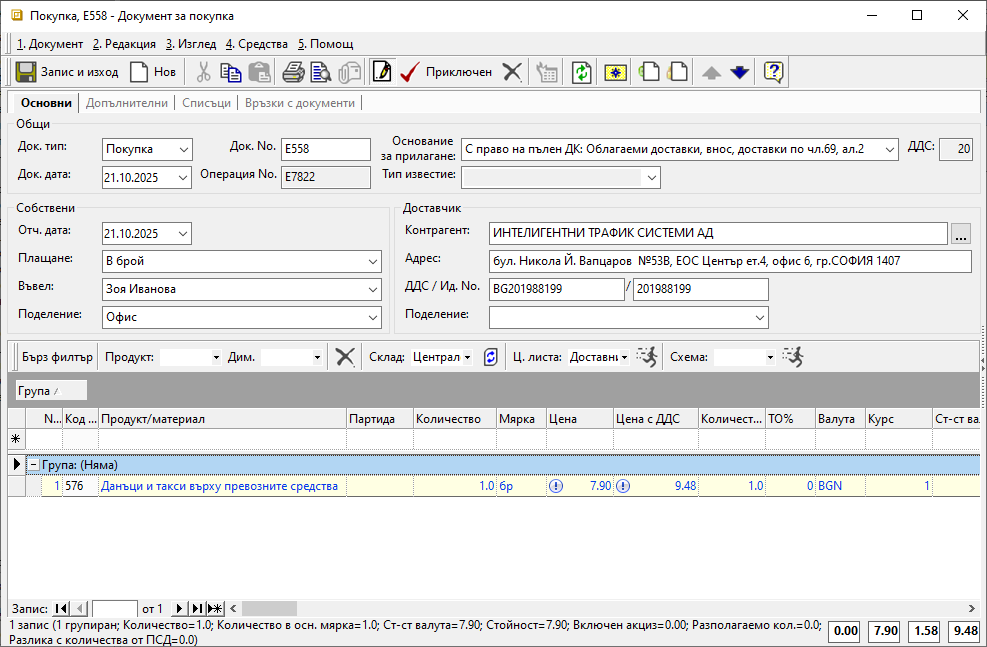 Покупка, E558 - Документ за покупка
1. Документ 2. Редакция 3. Изглед 4. Средства 5. Помощ
Запис и изход Нов Приключен
Основни Допълнителни Списъци Връзки с документи
Общи
Док. тип: Покупка Док. No. E558 Основание за прилагане: С право на пълен ДК: Облагаеми доставки, внос, доставки по чл.69, ал.2 ДДС: 20
Док. дата: 21.10.2025 Операция No. E7822 Тип известие:
Собствени
Отч. дата: 21.10.2025
Плащане: В брой
Въвел: Зоя Иванова
Поделение: Офис
Доставчик
Контрагент: ИНТЕЛИГЕНТНИ ТРАФИК СИСТЕМИ АД ...
Адрес: бул. Никола Й. Вапцаров №53В, ЕОС Център ет.4, офис 6, гр.СОФИЯ 1407
ДДС / Ид. No. BG201988199 / 201988199
Поделение:
Бърз филтър Продукт: Дим. Склад: Централ Ц. листа: Доставни Схема:
Група
N... Код ... Продукт/материал Партида Количество Мярка Цена Цена с ДДС Количест... ТО% Валута Курс Ст-ст ва
Група: (Няма)
1 576 Данъци и такси върху превозните средства 1.0 бр 7.90 9.48 1.0 0 BGN 1
Запис: от 1
1 запис (1 групиран; Количество=1.0; Количество в осн. мярка=1.0; Ст-ст валута=7.90; Стойност=7.90; Включен акциз=0.00; Разполагаемо кол.=0.0;
Разлика с количества от ПСД=0.0)
0.00 7.90 1.58 9.48